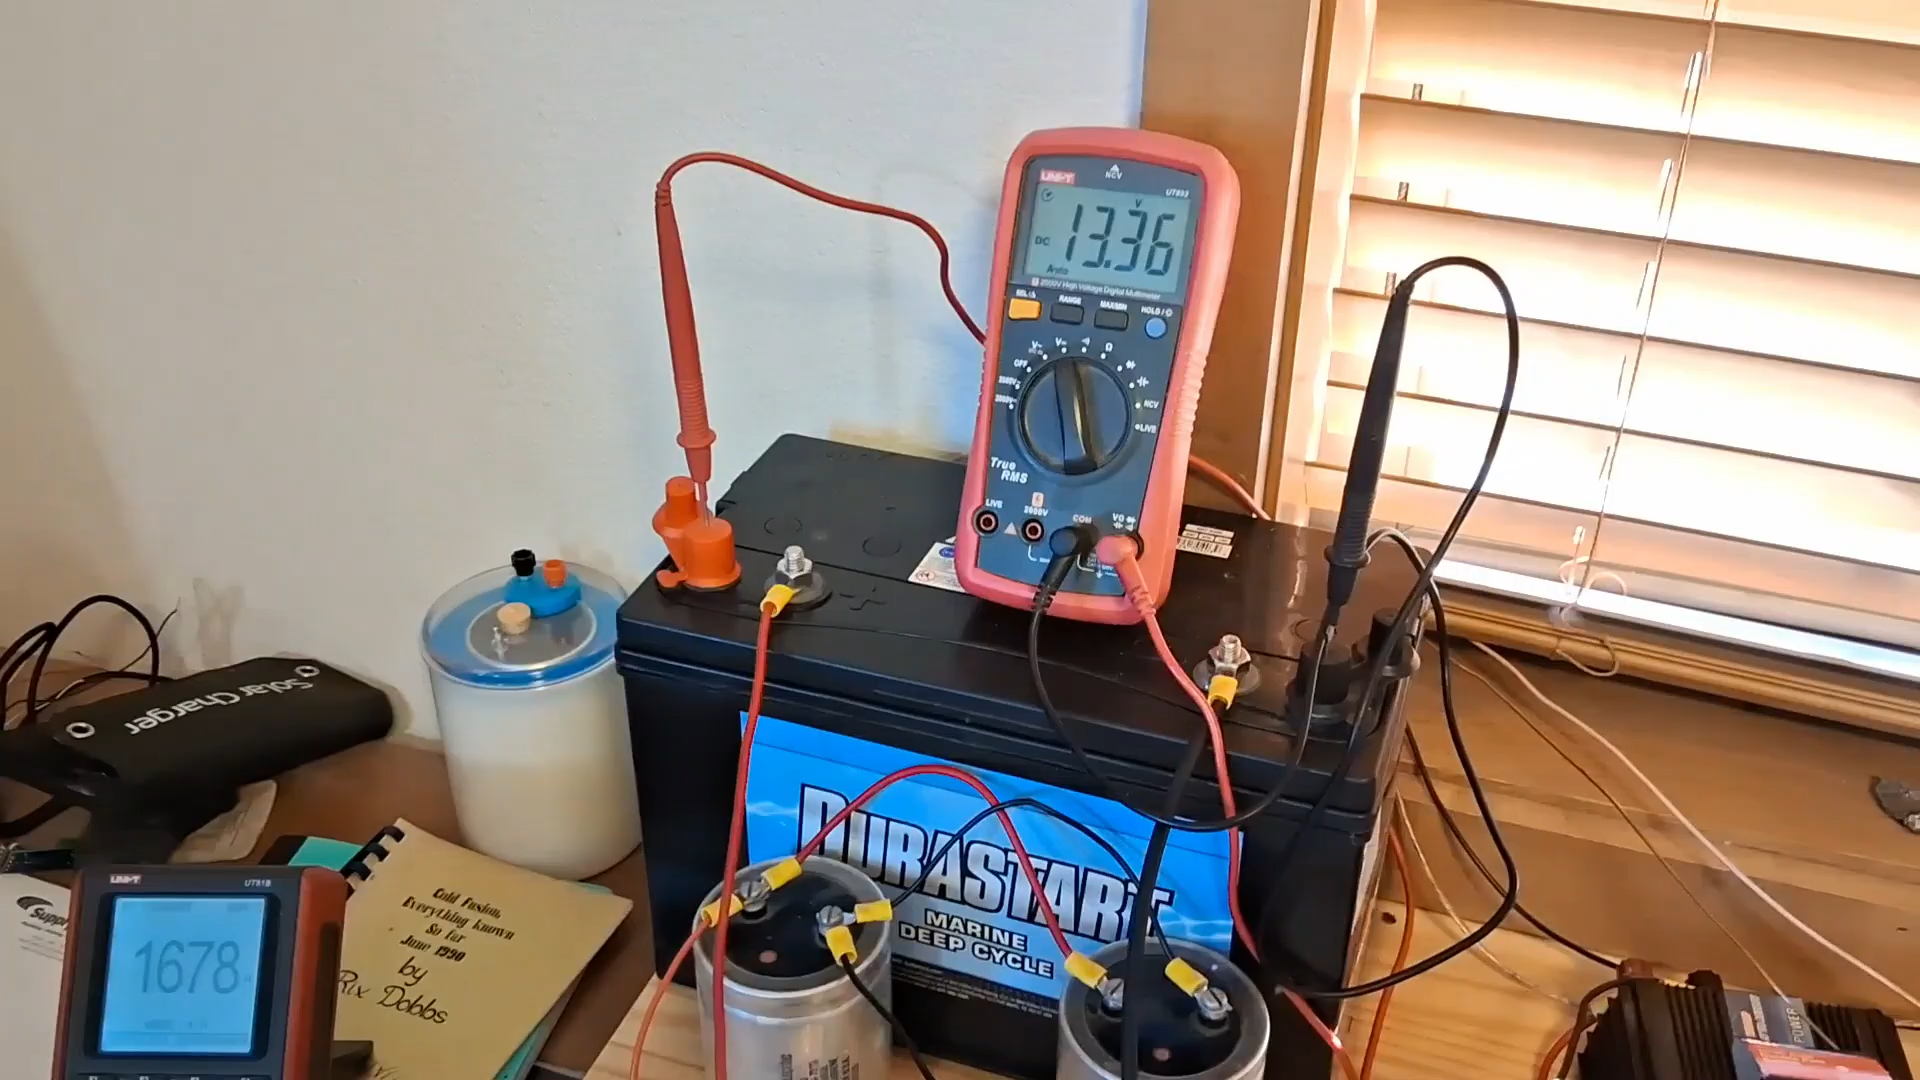 UNI-T
NCV
UT892
V
DC
13.36
Auto
2000V High Voltage Digital Multimeter
RANGE
MAX/MIN
HOLD
OFF
Ω
NCV
LIVE
True
RMS
LIVE
2000V
COM
Solar Charger
Supp
Cold Fusion,
Everything known
So far
June 1990
by
Rix Dobbs
UNI-T
UT81B
1678
DURASTART
MARINE
DEEP CYCLE
POWER